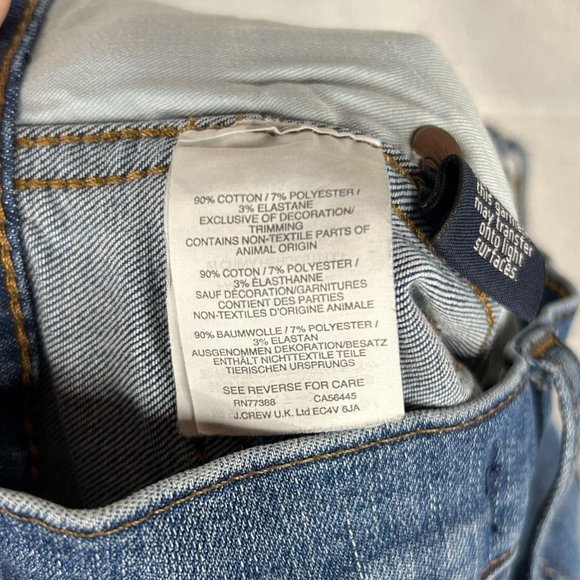 90% COTTON / 7% POLYESTER /
3% ELASTANE
EXCLUSIVE OF DECORATION/
TRIMMING
CONTAINS NON-TEXTILE PARTS OF
ANIMAL ORIGIN
90% COTON / 7% POLYESTER /
3% ÉLASTHANNE
SAUF DÉCORATION/GARNITURES
CONTIENT DES PARTIES
NON-TEXTILES D'ORIGINE ANIMALE
90% BAUMWOLLE / 7% POLYESTER /
3% ELASTAN
AUSGENOMMEN DEKORATION/BESATZ
ENTHÄLT NICHTTEXTILE TEILE
TIERISCHEN URSPRUNGS
SEE REVERSE FOR CARE
RN77388 CA56445
J.CREW U.K. Ltd EC4V 6JA
this garment
may transfer
onto light
surfaces